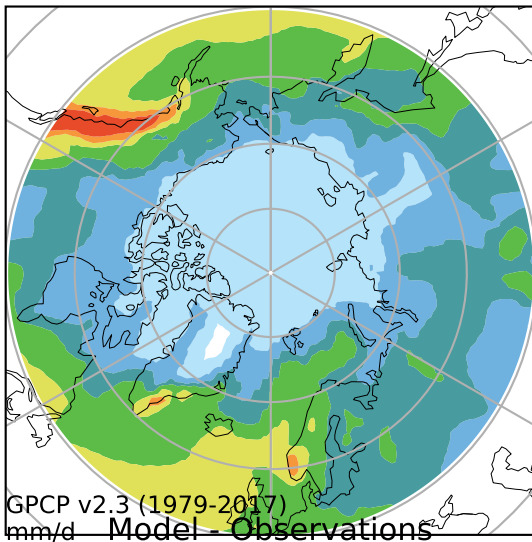 GPCP v2.3 (1979-2017)
mm/d Model - Observations